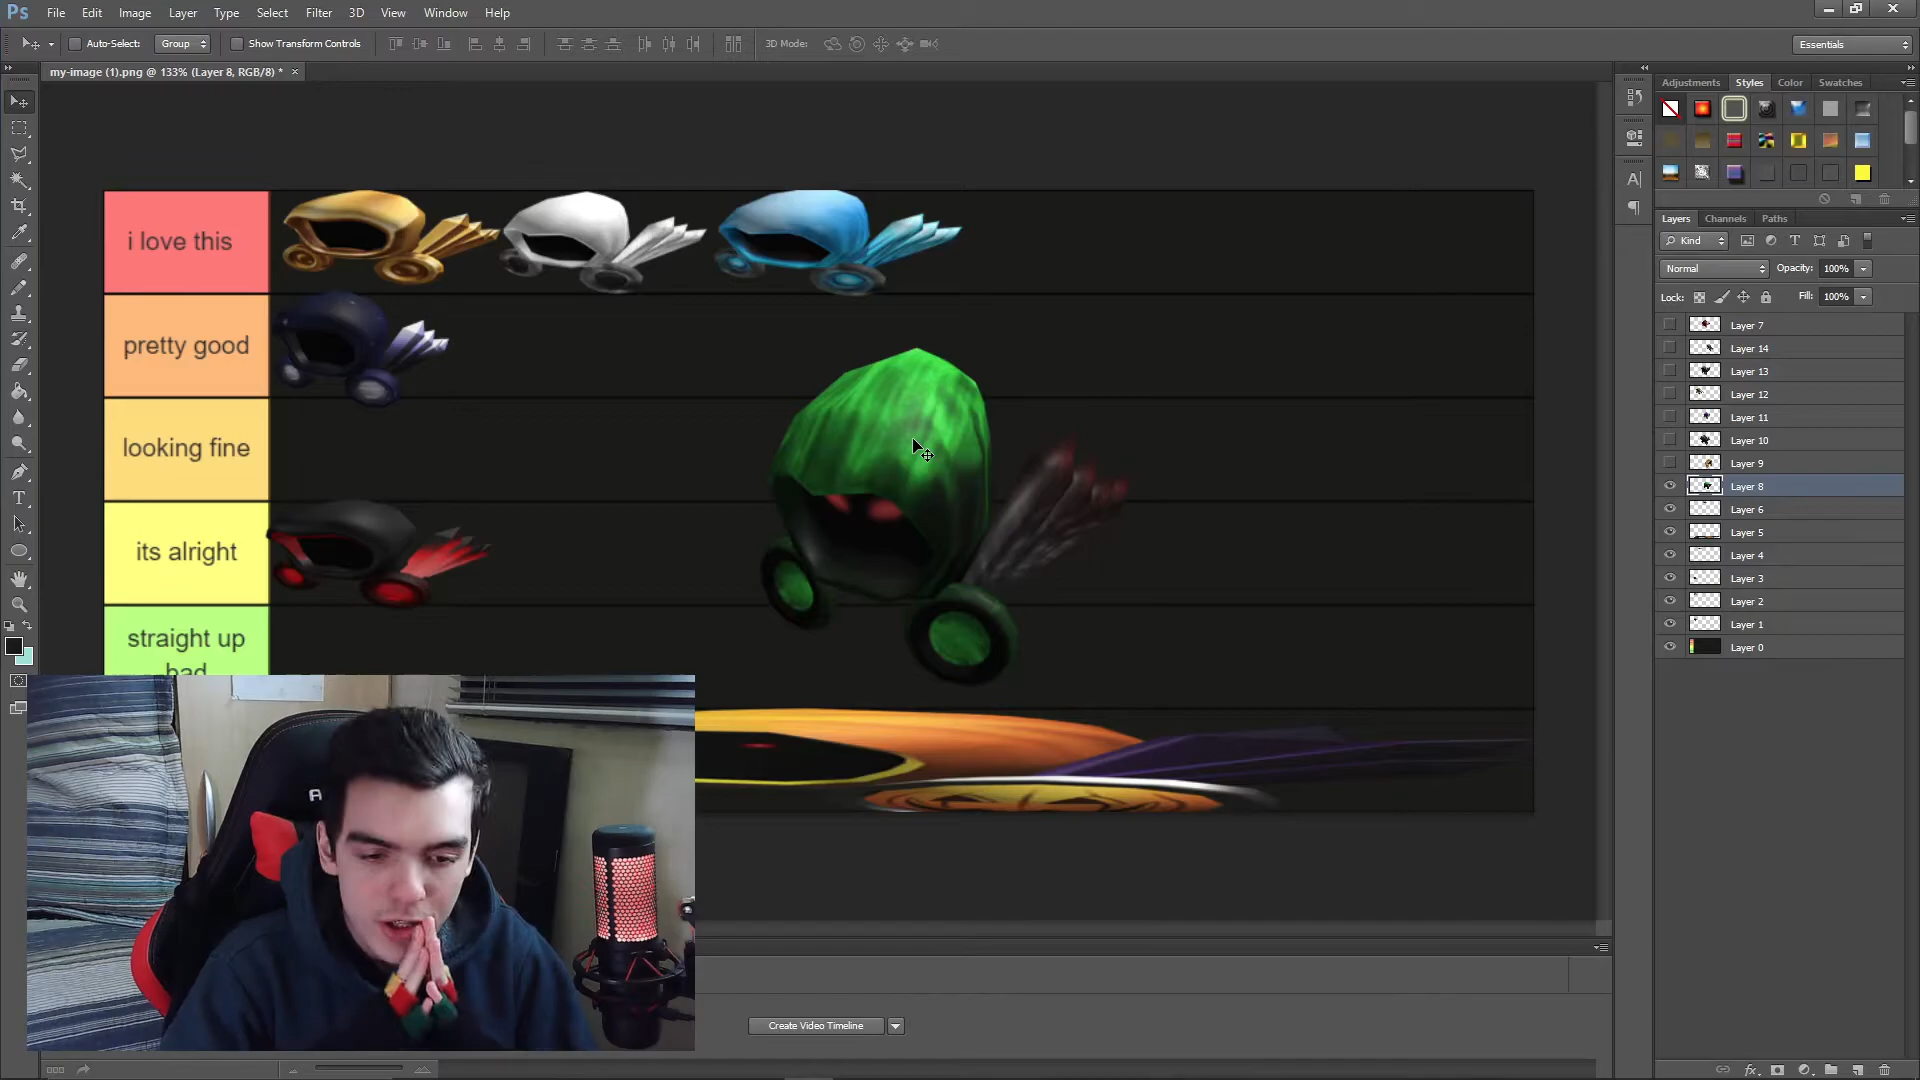 Ps File Edit Image Layer Type Select Filter 3D View Window Help
Auto-Select: Group Show Transform Controls 3D Mode: Essentials
my-image (1).png @ 133% (Layer 8, RGB/8) * ×
Adjustments Styles Color Swatches
Layers Channels Paths
Kind
Normal Opacity: 100%
Lock: Fill: 100%
Layer 7
Layer 14
Layer 13
Layer 12
Layer 11
Layer 10
Layer 9
Layer 8
Layer 6
Layer 5
Layer 4
Layer 3
Layer 2
Layer 1
Layer 0
i love this
pretty good
looking fine
its alright
straight up
bad
Create Video Timeline